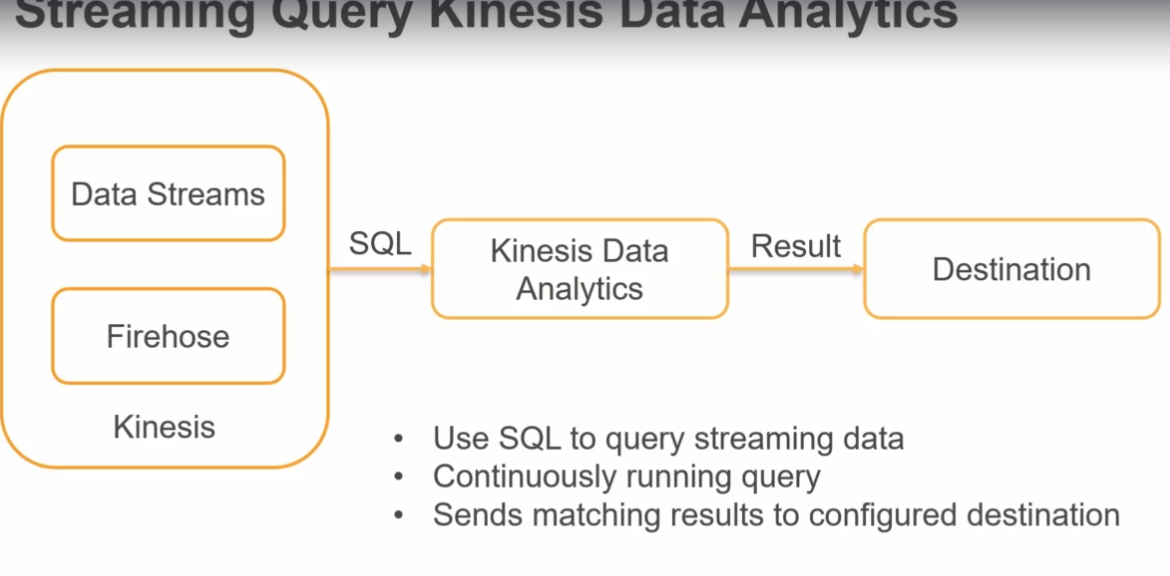 Streaming Query Kinesis Data Analytics
Data Streams
Firehose
Kinesis
SQL
Kinesis Data
Analytics
Result
Destination
• Use SQL to query streaming data
• Continuously running query
• Sends matching results to configured destination